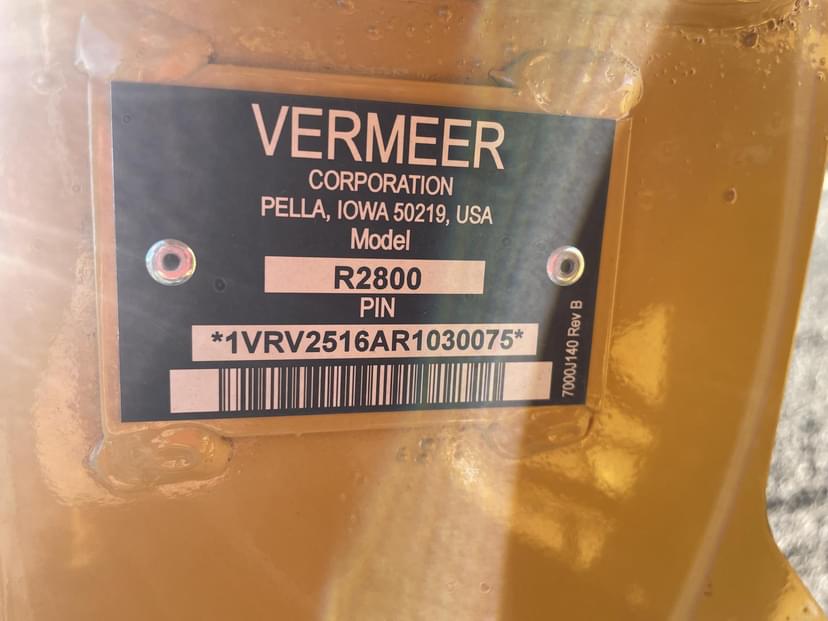 VERMEER
CORPORATION
PELLA, IOWA 50219, USA
Model
R2800
PIN
*1VRV2516AR1030075*
7000J140 Rev B